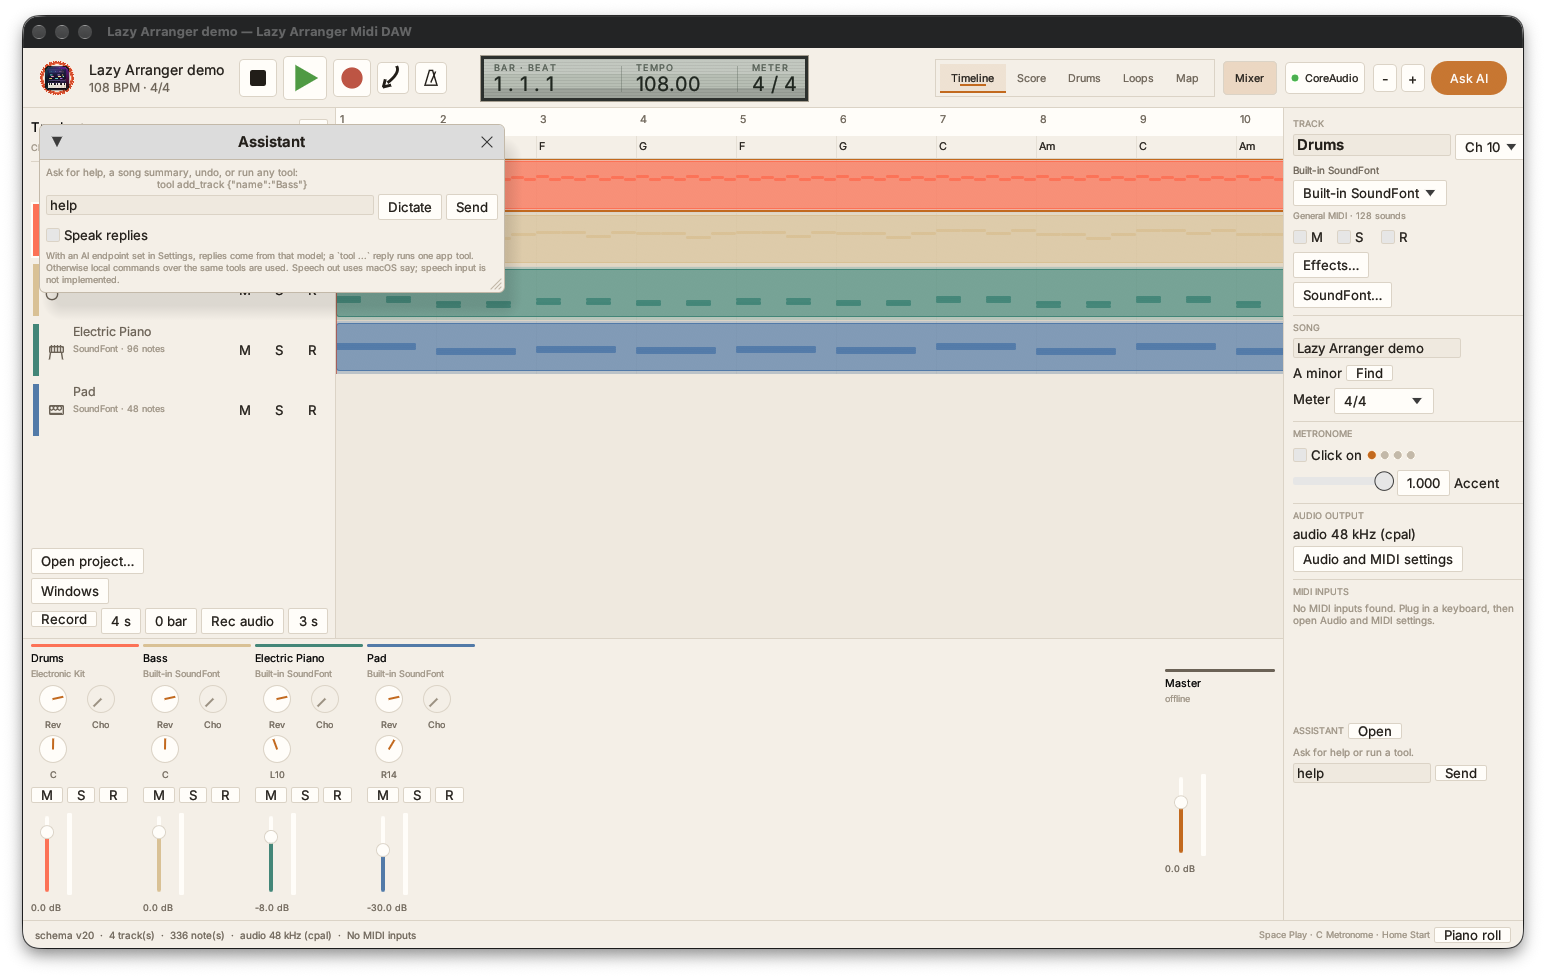 Lazy Arranger demo — Lazy Arranger Midi DAW
Lazy Arranger demo
108 BPM · 4/4
BAR · BEAT
1 . 1 . 1
TEMPO
108.00
METER
4 / 4
Timeline
Score
Drums
Loops
Map
Mixer
CoreAudio
-
+
Ask AI
1
2
3
4
5
6
7
8
9
10
F
G
F
G
C
Am
C
Am
Assistant
Ask for help, a song summary, undo, or run any tool:
tool add_track {"name":"Bass"}
help
Dictate
Send
Speak replies
With an AI endpoint set in Settings, replies come from that model; a `tool ...` reply runs one app tool.
Otherwise local commands over the same tools are used. Speech out uses macOS say; speech input is
not implemented.
Electric Piano
SoundFont · 96 notes
M S R
Pad
SoundFont · 48 notes
M S R
Open project...
Windows
Record
4 s
0 bar
Rec audio
3 s
TRACK
Drums
Ch 10
Built-in SoundFont
Built-in SoundFont
General MIDI · 128 sounds
M S R
Effects...
SoundFont...
SONG
Lazy Arranger demo
A minor
Find
Meter
4/4
METRONOME
Click on
1.000
Accent
AUDIO OUTPUT
audio 48 kHz (cpal)
Audio and MIDI settings
MIDI INPUTS
No MIDI inputs found. Plug in a keyboard, then
open Audio and MIDI settings.
ASSISTANT
Open
Ask for help or run a tool.
help
Send
Drums
Electronic Kit
Rev
Cho
C
M S R
0.0 dB
Bass
Built-in SoundFont
Rev
Cho
C
M S R
0.0 dB
Electric Piano
Built-in SoundFont
Rev
Cho
L10
M S R
-8.0 dB
Pad
Built-in SoundFont
Rev
Cho
R14
M S R
-30.0 dB
Master
offline
0.0 dB
schema v20 · 4 track(s) · 336 note(s) · audio 48 kHz (cpal) · No MIDI inputs
Space Play · C Metronome · Home Start
Piano roll